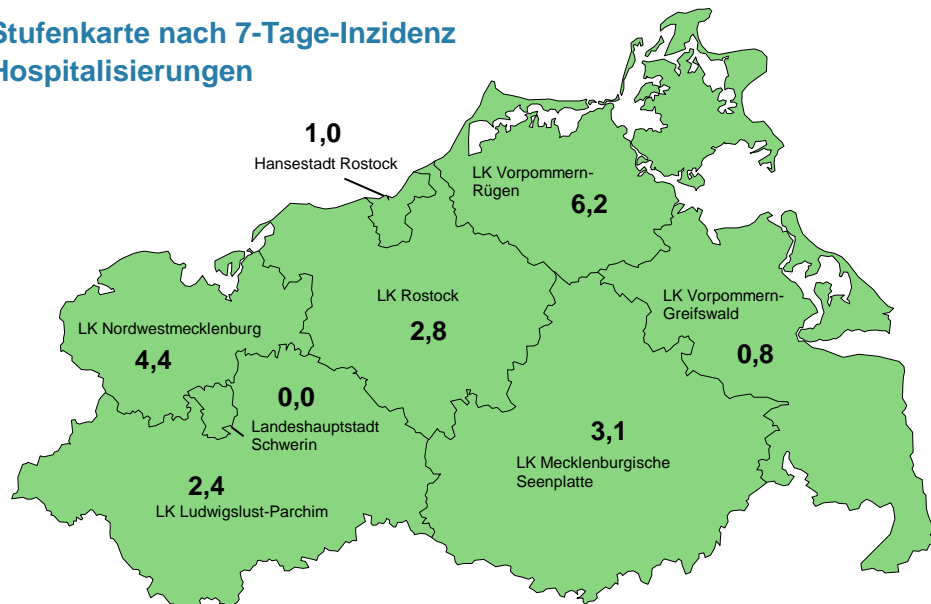 Stufenkarte nach 7-Tage-Inzidenz
Hospitalisierungen
1,0
Hansestadt Rostock
LK Vorpommern-
Rügen
6,2
LK Rostock
2,8
LK Vorpommern-
Greifswald
0,8
LK Nordwestmecklenburg
4,4
0,0
Landeshauptstadt
Schwerin
3,1
LK Mecklenburgische
Seenplatte
2,4
LK Ludwigslust-Parchim